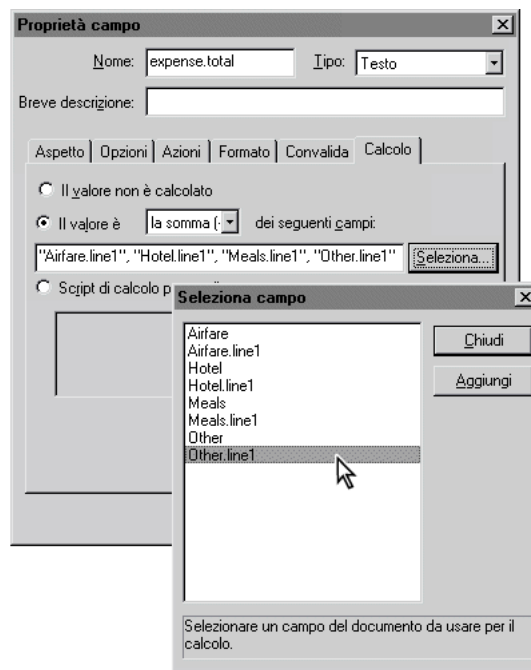 Proprietà campo
Nome: expense.total Tipo: Testo
Breve descrizione:
Aspetto Opzioni Azioni Formato Convalida Calcolo
Il valore non è calcolato
Il valore è la somma (- dei seguenti campi:
"Airfare.line1", "Hotel.line1", "Meals.line1", "Other.line1" Seleziona...
Script di calcolo p
Seleziona campo
Airfare
Airfare.line1
Hotel
Hotel.line1
Meals
Meals.line1
Other
Other.line1
Chiudi
Aggiungi
Selezionare un campo del documento da usare per il
calcolo.